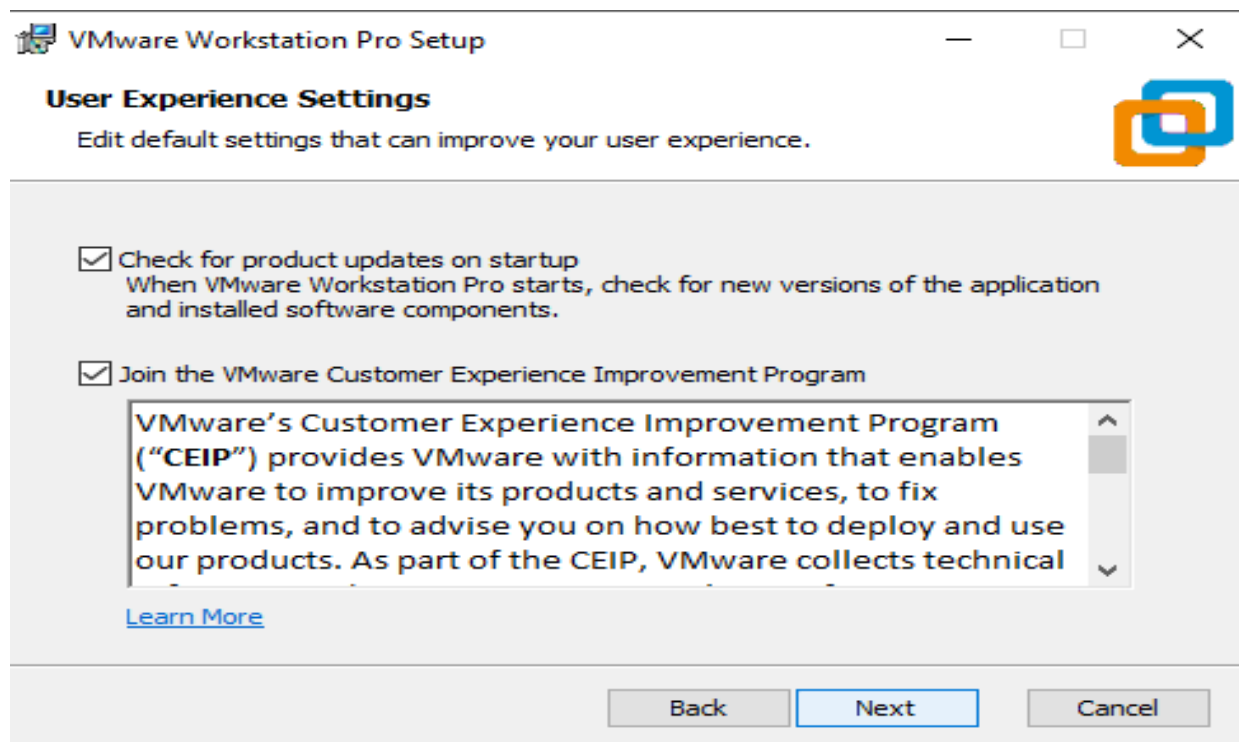 VMware Workstation Pro Setup
User Experience Settings
Edit default settings that can improve your user experience.
Check for product updates on startup
When VMware Workstation Pro starts, check for new versions of the application
and installed software components.
Join the VMware Customer Experience Improvement Program
VMware’s Customer Experience Improvement Program
(“CEIP”) provides VMware with information that enables
VMware to improve its products and services, to fix
problems, and to advise you on how best to deploy and use
our products. As part of the CEIP, VMware collects technical
Learn More
Back Next Cancel